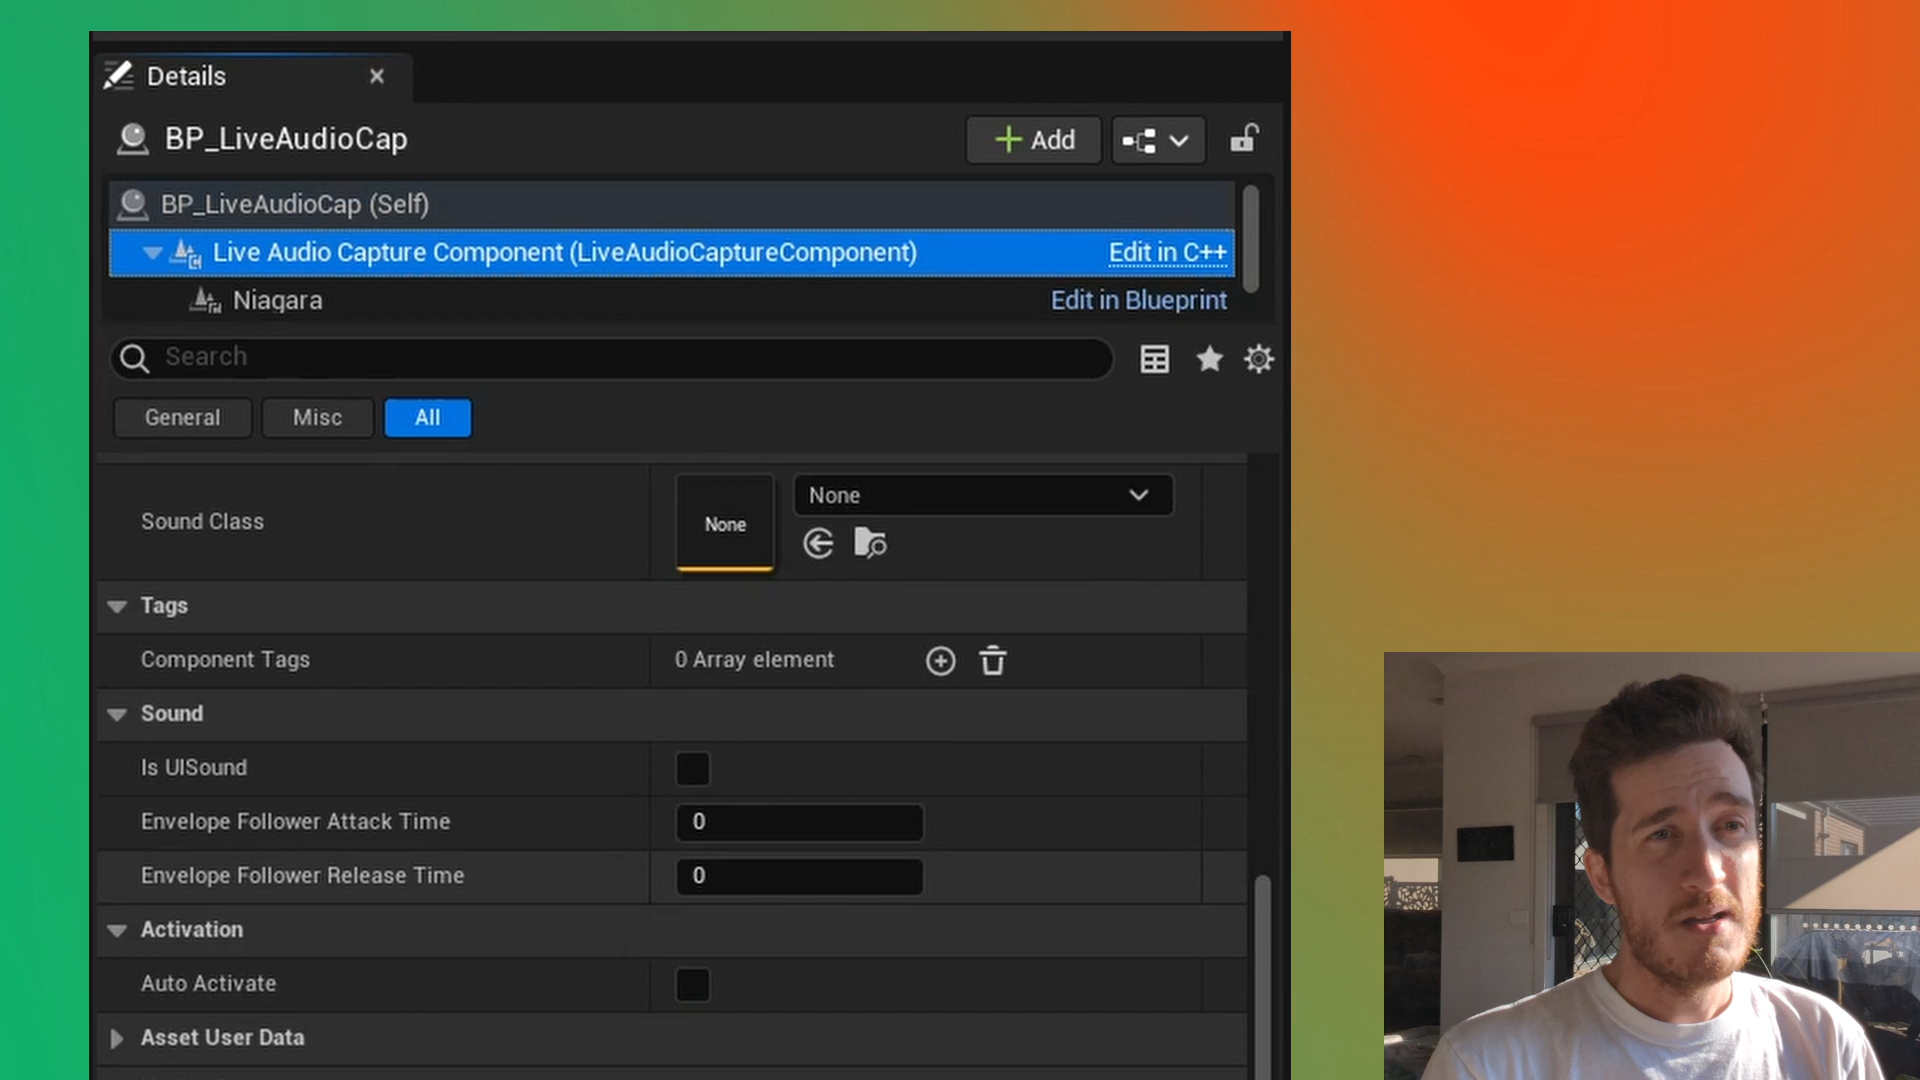 Details
BP_LiveAudioCap
Add
BP_LiveAudioCap (Self)
Live Audio Capture Component (LiveAudioCaptureComponent) Edit in C++
Niagara Edit in Blueprint
Search
General Misc All
Sound Class None None
Tags
Component Tags 0 Array element
Sound
Is UISound
Envelope Follower Attack Time 0
Envelope Follower Release Time 0
Activation
Auto Activate
Asset User Data